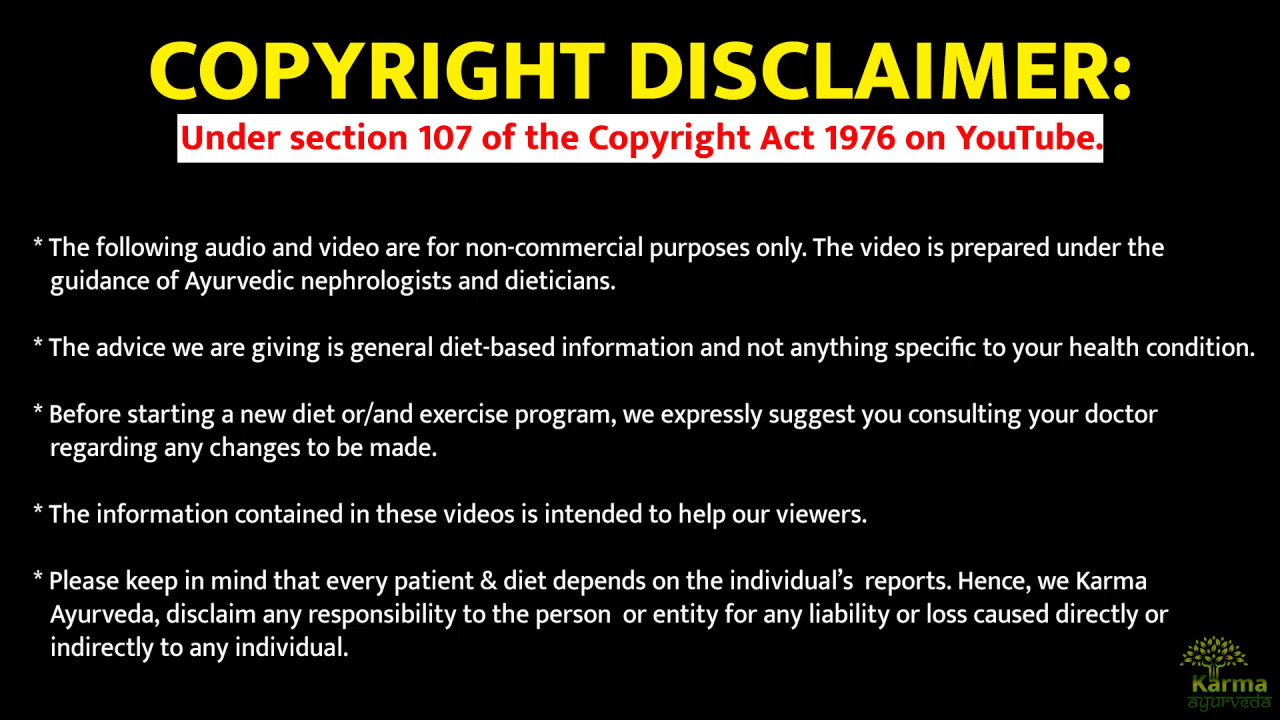 COPYRIGHT DISCLAIMER:
Under section 107 of the Copyright Act 1976 on YouTube.
* The following audio and video are for non-commercial purposes only. The video is prepared under the
guidance of Ayurvedic nephrologists and dieticians.
* The advice we are giving is general diet-based information and not anything specific to your health condition.
* Before starting a new diet or/and exercise program, we expressly suggest you consulting your doctor
regarding any changes to be made.
* The information contained in these videos is intended to help our viewers.
* Please keep in mind that every patient & diet depends on the individual’s  reports. Hence, we Karma
Ayurveda, disclaim any responsibility to the person  or entity for any liability or loss caused directly or
indirectly to any individual.
Karma
ayurveda